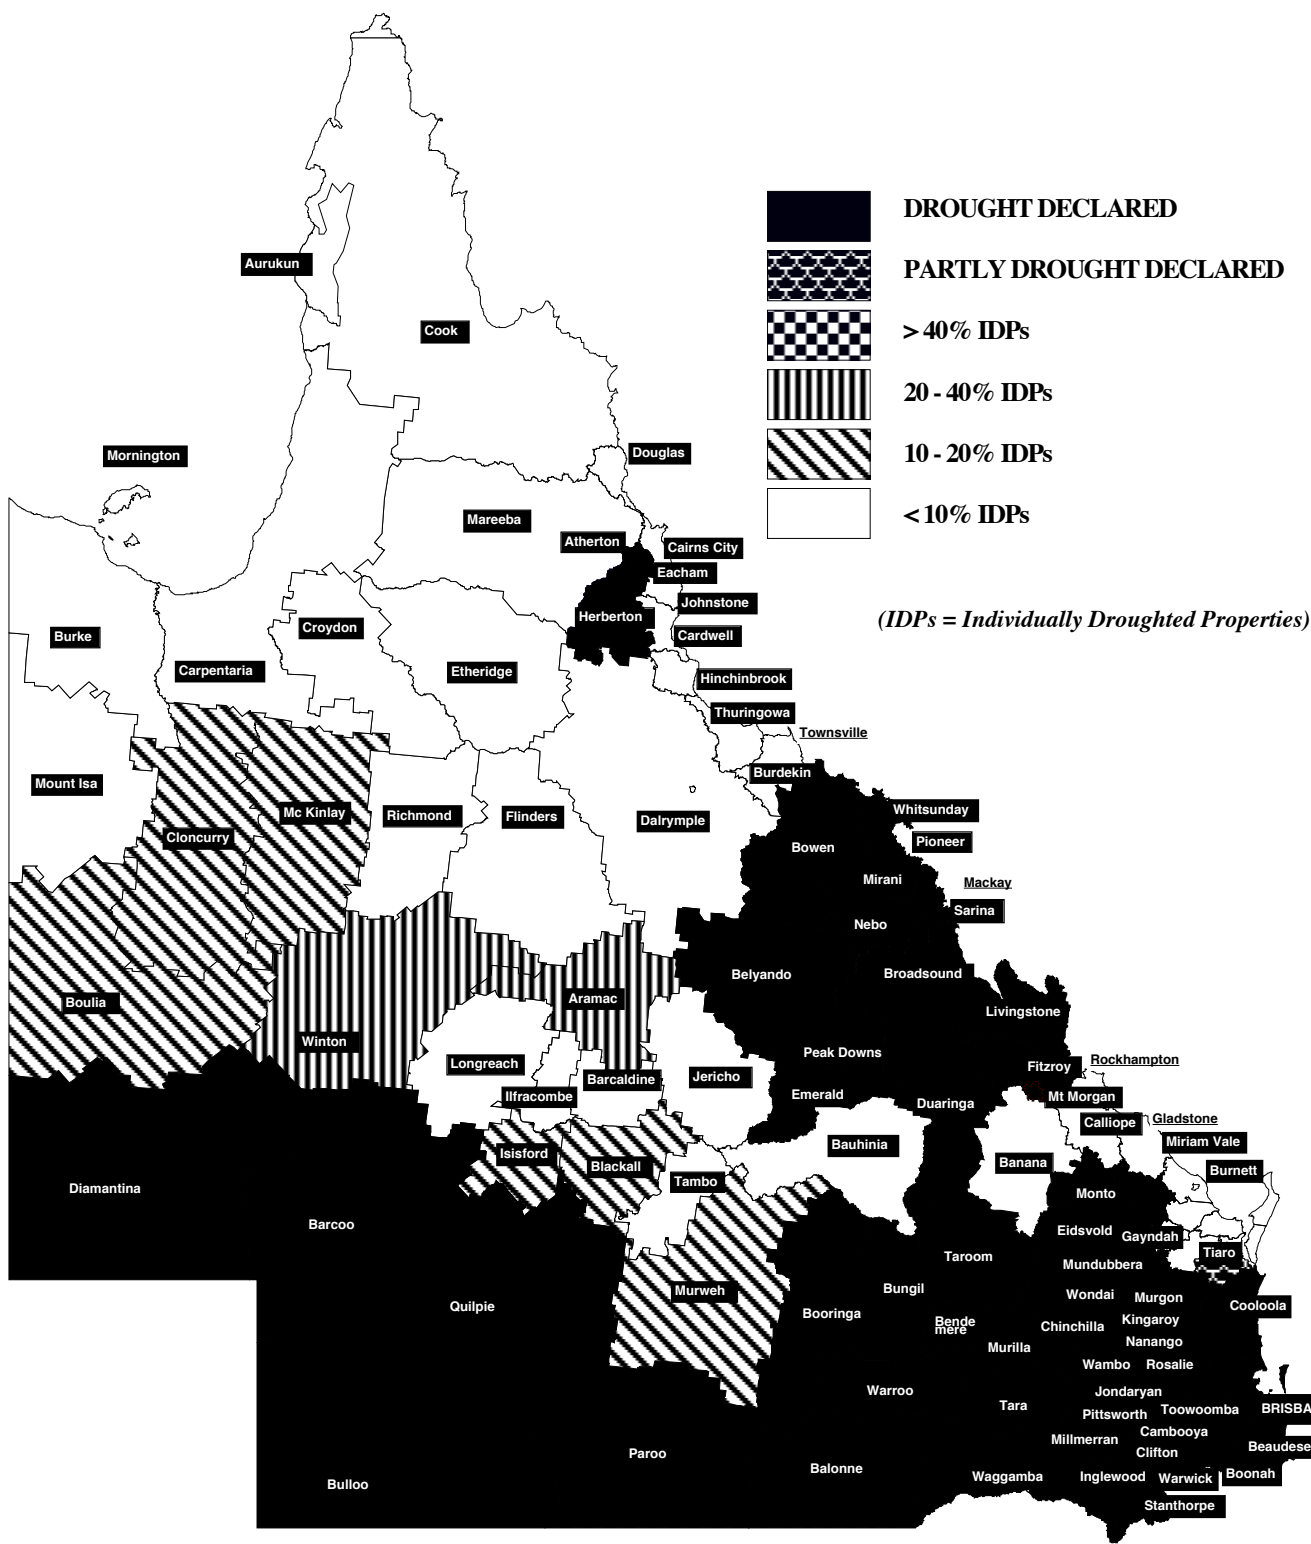 DROUGHT DECLARED
PARTLY DROUGHT DECLARED
Aurukun
> 40% IDPs
Cook
20 - 40% IDPs
Mornington
Douglas
10 - 20% IDPs
Mareeba
< 10% IDPs
Atherton
Cairns City
Eacham
Johnstone
Herberton
(IDPs = Individually Droughted Properties)
Burke
Croydon
Cardwell
Carpentaria
Etheridge
Hinchinbrook
Thuringowa
Townsville
Burdekin
Mount Isa
Mc Kinlay
Richmond
Flinders
Dalrymple
Whitsunday
Cloncurry
Bowen
Pioneer
Mirani
Mackay
Sarina
Nebo
Belyando
Broadsound
Boulia
Aramac
Livingstone
Winton
Peak Downs
Rockhampton
Longreach
Fitzroy
Barcaldine
Jericho
Ilfracombe
Emerald
Duaringa
Mt Morgan
Calliope
Gladstone
Isisford
Bauhinia
Miriam Vale
Blackall
Banana
Burnett
Diamantina
Tambo
Monto
Barcoo
Eidsvold
Gayndah
Tiaro
Taroom
Mundubbera
Murweh
Bungil
Wondai
Murgon
Cooloola
Quilpie
Booringa
Bende
mere
Chinchilla
Kingaroy
Murilla
Nanango
Wambo
Rosalie
Warroo
Jondaryan
Tara
Pittsworth
Toowoomba
BRISBA
Cambooya
Millmerran
Clifton
Beaudese
Paroo
Balonne
Waggamba
Inglewood
Warwick
Boonah
Bulloo
Stanthorpe